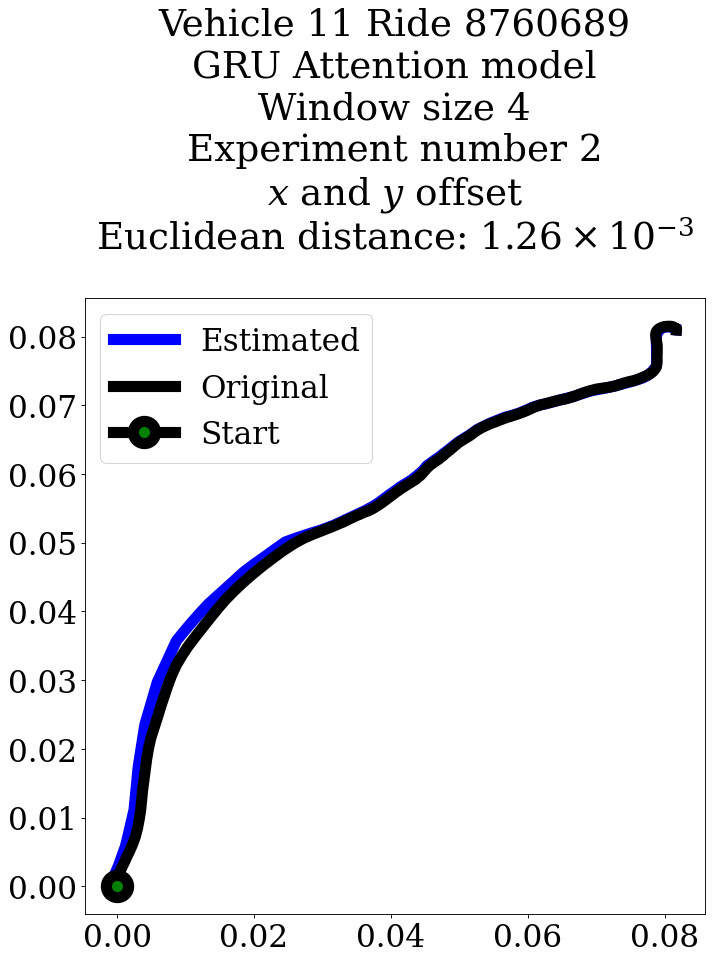 Vehicle 11 Ride 8760689
GRU Attention model
Window size 4
Experiment number 2
x and y offset
Euclidean distance: 1.26 × 10⁻³
Estimated
Original
Start
0.08
0.07
0.06
0.05
0.04
0.03
0.02
0.01
0.00
0.00 0.02 0.04 0.06 0.08